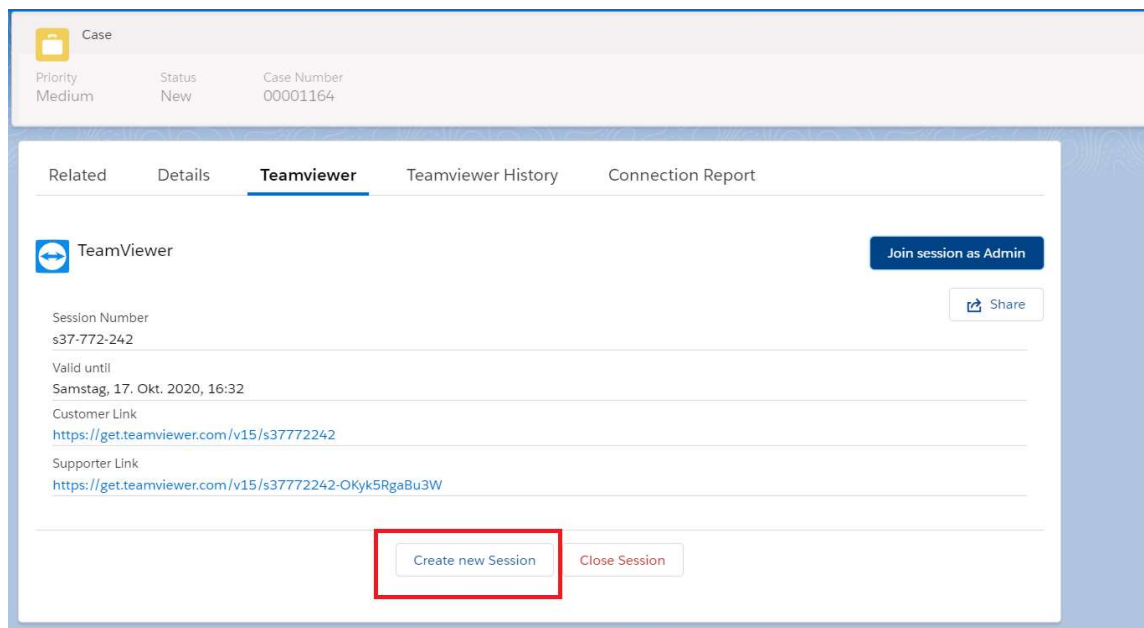 Case
Priority Status Case Number
Medium New 00001164
Related Details Teamviewer Teamviewer History Connection Report
TeamViewer
Join session as Admin
Share
Session Number
s37-772-242
Valid until
Samstag, 17. Okt. 2020, 16:32
Customer Link
https://get.teamviewer.com/v15/s37772242
Supporter Link
https://get.teamviewer.com/v15/s37772242-OKyk5RgaBu3W
Create new Session Close Session